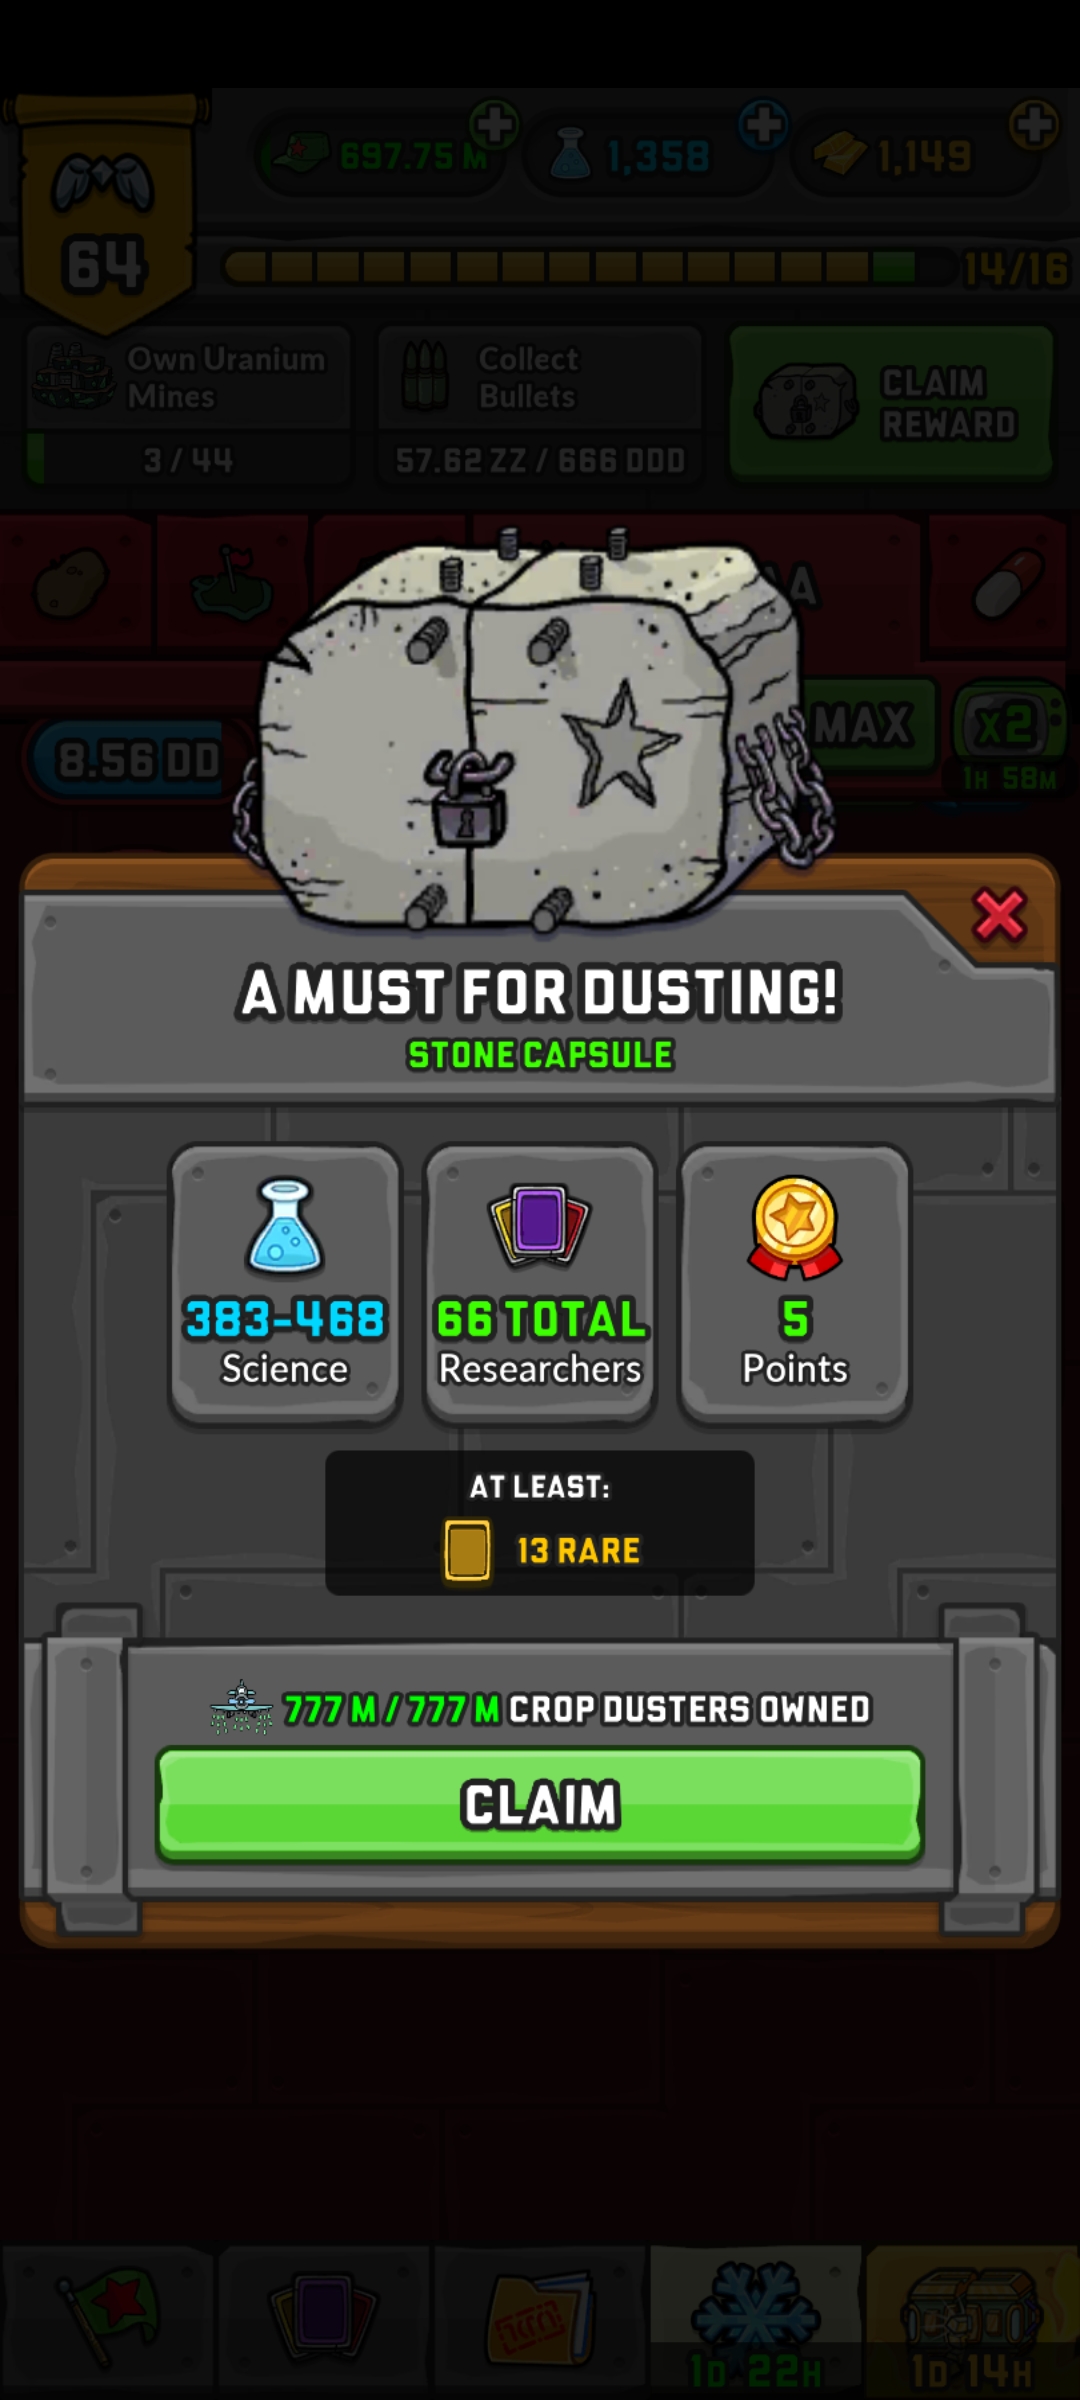 697.75 M
1,358
1,149
64
14/16
Own Uranium
Mines
3 / 44
Collect
Bullets
57.62 ZZ / 666 DDD
CLAIM
REWARD
8.56 DD
MAX
X2
1H 58M
A MUST FOR DUSTING!
STONE CAPSULE
383-468
Science
66 TOTAL
Researchers
5
Points
AT LEAST:
13 RARE
777 M / 777 M CROP DUSTERS OWNED
CLAIM
1D 22H
1D 14H